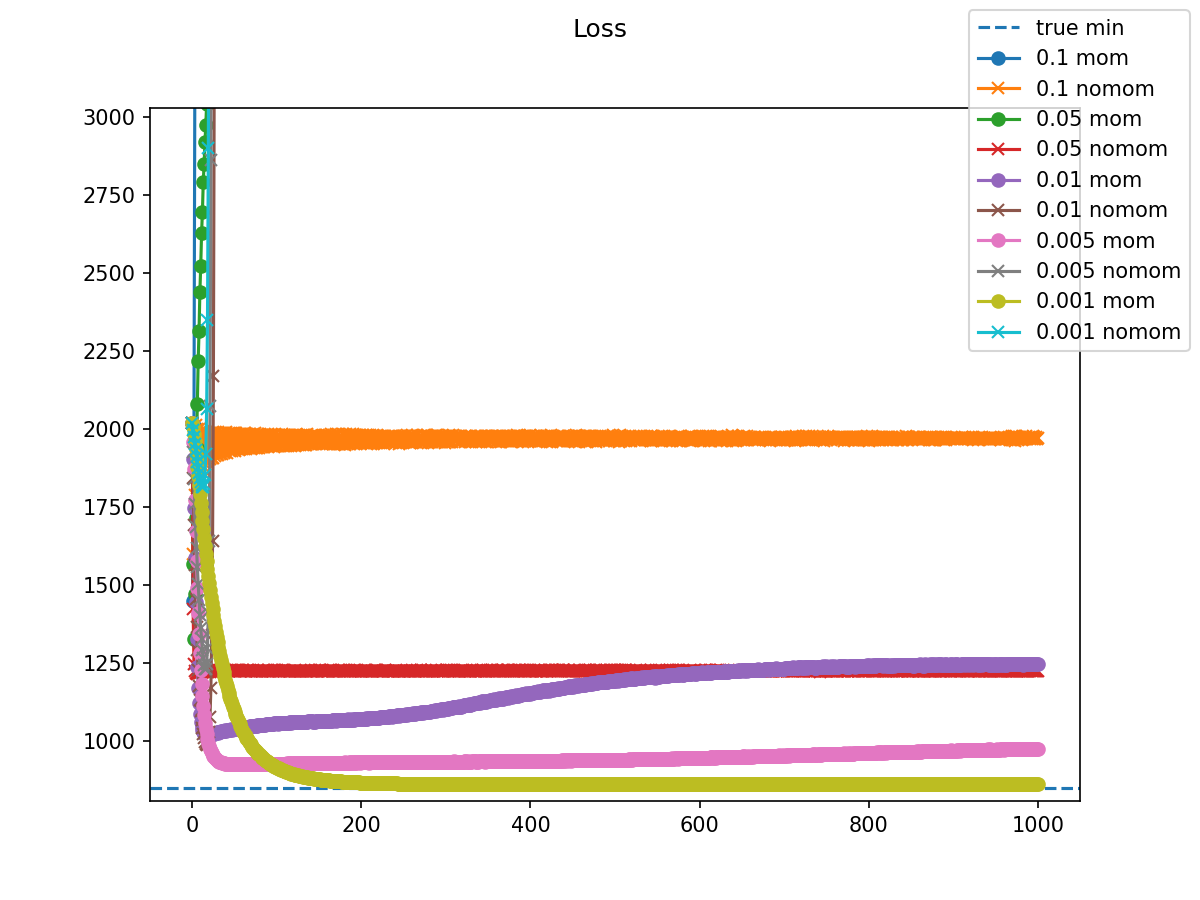 Loss
true min
0.1 mom
0.1 nomom
0.05 mom
0.05 nomom
0.01 mom
0.01 nomom
0.005 mom
0.005 nomom
0.001 mom
0.001 nomom
3000
2750
2500
2250
2000
1750
1500
1250
1000
0 200 400 600 800 1000